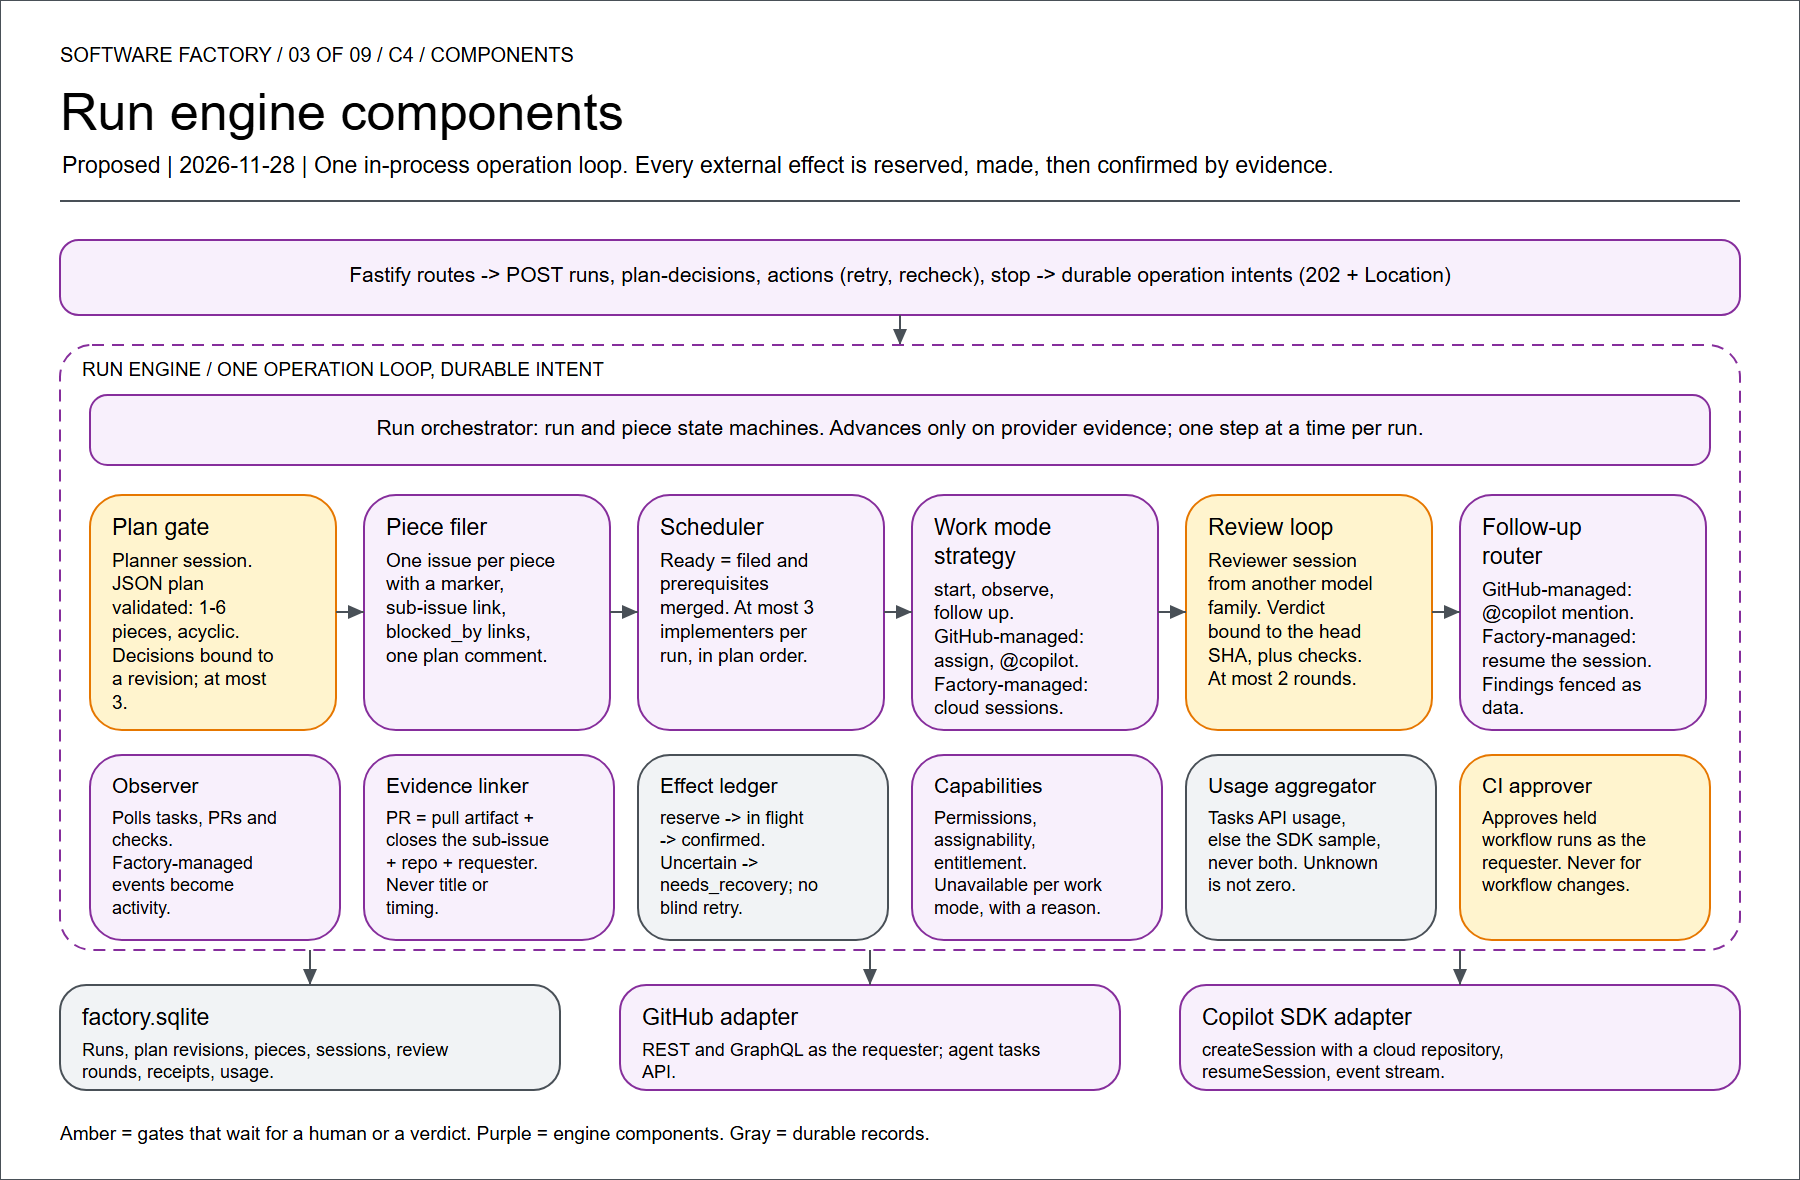 SOFTWARE FACTORY / 03 OF 09 / C4 / COMPONENTS
Run engine components
Proposed | 2026-11-28 | One in-process operation loop. Every external effect is reserved, made, then confirmed by evidence.
Fastify routes -> POST runs, plan-decisions, actions (retry, recheck), stop -> durable operation intents (202 + Location)
RUN ENGINE / ONE OPERATION LOOP, DURABLE INTENT
Run orchestrator: run and piece state machines. Advances only on provider evidence; one step at a time per run.
Plan gate
Planner session.
JSON plan
validated: 1-6
pieces, acyclic.
Decisions bound to
a revision; at most
3.
Piece filer
One issue per piece
with a marker,
sub-issue link,
blocked_by links,
one plan comment.
Scheduler
Ready = filed and
prerequisites
merged. At most 3
implementers per
run, in plan order.
Work mode
strategy
start, observe,
follow up.
GitHub-managed:
assign, @copilot.
Factory-managed:
cloud sessions.
Review loop
Reviewer session
from another model
family. Verdict
bound to the head
SHA, plus checks.
At most 2 rounds.
Follow-up
router
GitHub-managed:
@copilot mention.
Factory-managed:
resume the session.
Findings fenced as
data.
Observer
Polls tasks, PRs and
checks.
Factory-managed
events become
activity.
Evidence linker
PR = pull artifact +
closes the sub-issue
+ repo + requester.
Never title or
timing.
Effect ledger
reserve -> in flight
-> confirmed.
Uncertain ->
needs_recovery; no
blind retry.
Capabilities
Permissions,
assignability,
entitlement.
Unavailable per work
mode, with a reason.
Usage aggregator
Tasks API usage,
else the SDK sample,
never both. Unknown
is not zero.
CI approver
Approves held
workflow runs as the
requester. Never for
workflow changes.
factory.sqlite
Runs, plan revisions, pieces, sessions, review
rounds, receipts, usage.
GitHub adapter
REST and GraphQL as the requester; agent tasks
API.
Copilot SDK adapter
createSession with a cloud repository,
resumeSession, event stream.
Amber = gates that wait for a human or a verdict. Purple = engine components. Gray = durable records.